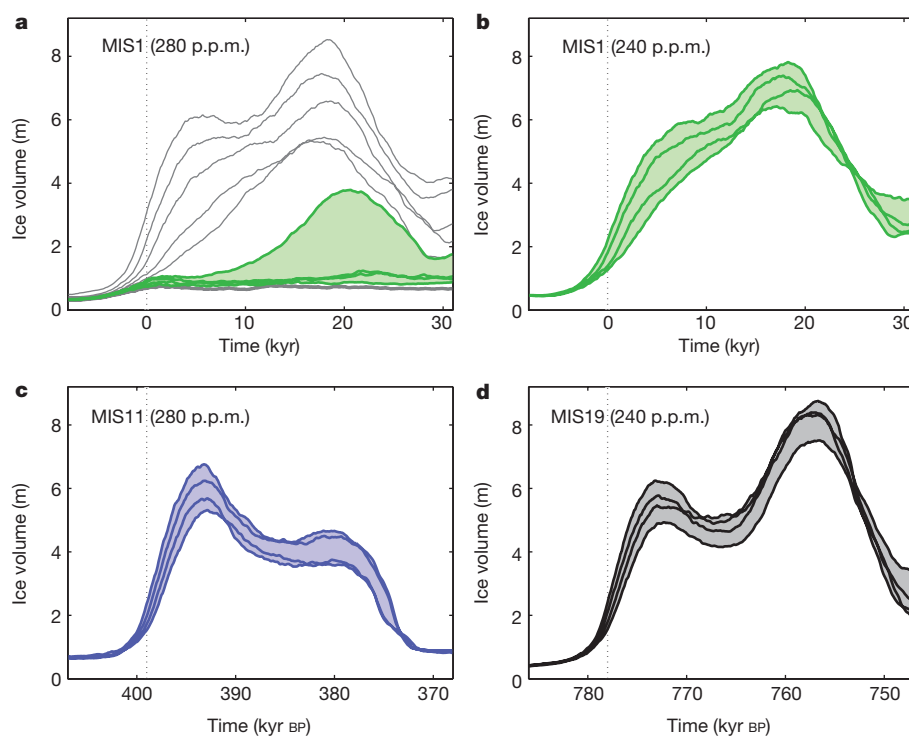 a
MIS1 (280 p.p.m.)
Ice volume (m)
8
6
4
2
0
0 10 20 30
Time (kyr)
b
MIS1 (240 p.p.m.)
Ice volume (m)
8
6
4
2
0
0 10 20 30
Time (kyr)
c
MIS11 (280 p.p.m.)
Ice volume (m)
8
6
4
2
0
400 390 380 370
Time (kyr BP)
d
MIS19 (240 p.p.m.)
Ice volume (m)
8
6
4
2
0
780 770 760 750
Time (kyr BP)